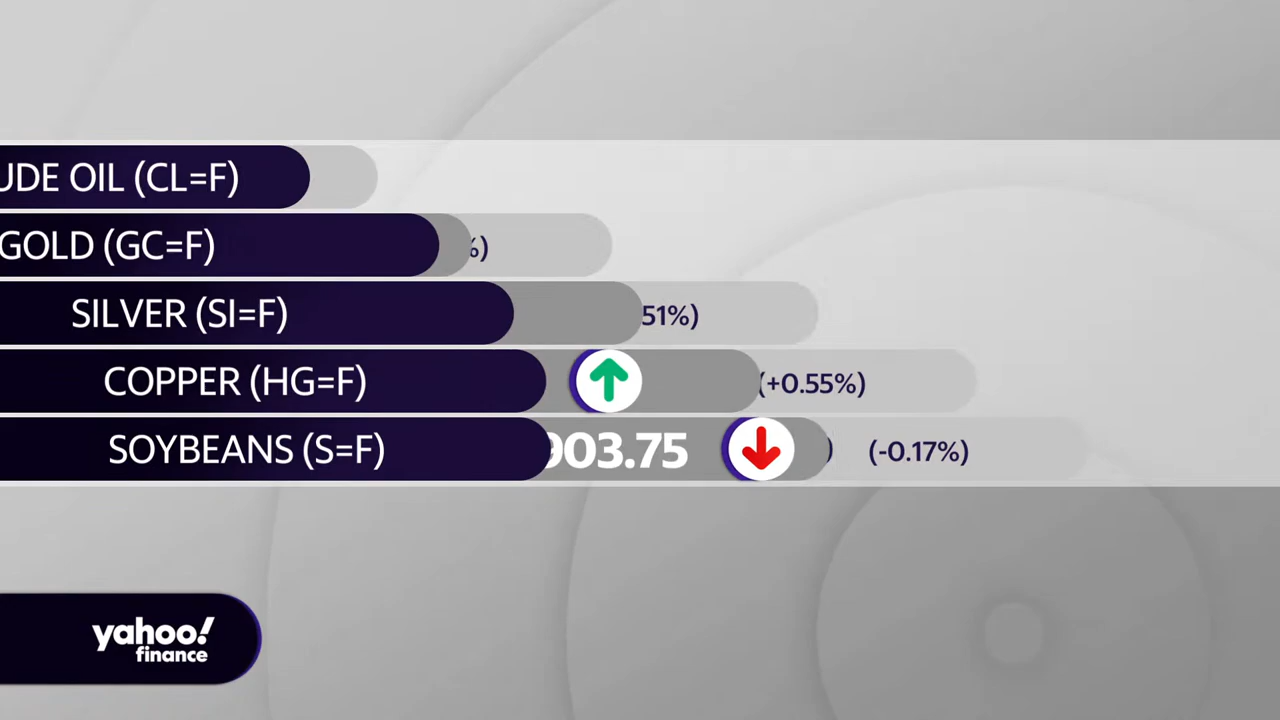 UDE OIL (CL=F)
GOLD (GC=F) %)
SILVER (SI=F) 51%)
COPPER (HG=F) (+0.55%)
SOYBEANS (S=F) 903.75 ) (-0.17%)
yahoo!
finance